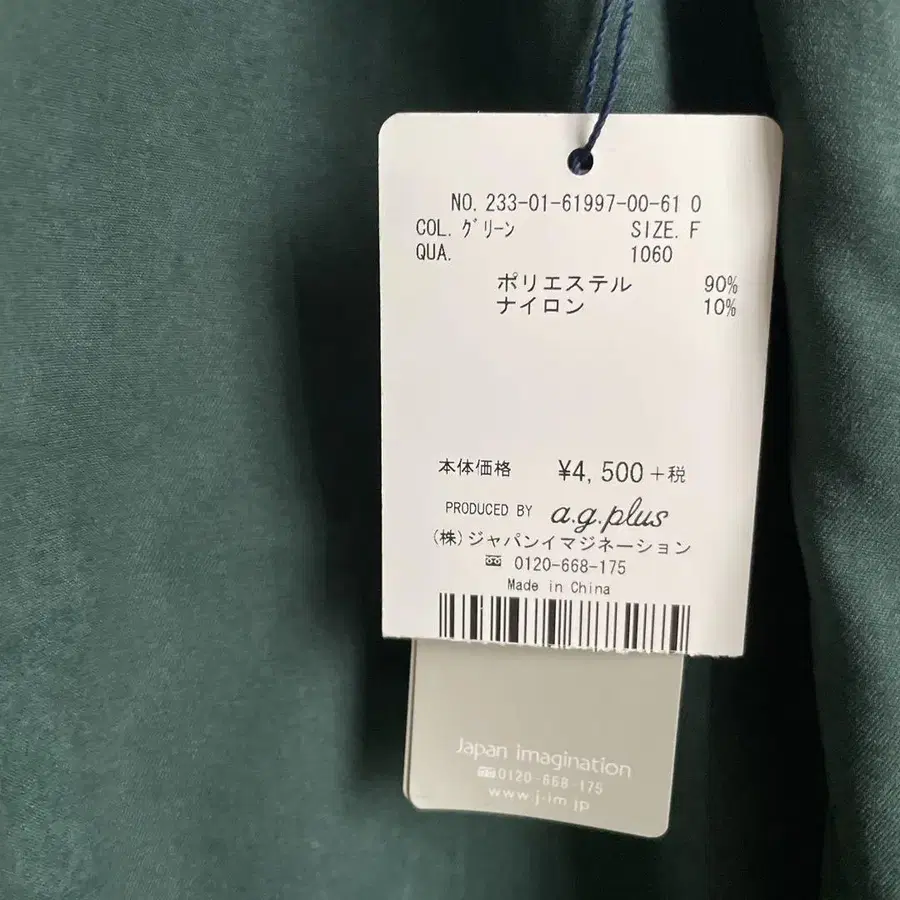 NO. 233-01-61997-00-61 0
COL. グリーン SIZE. F
QUA. 1060
ポリエステル 90%
ナイロン 10%
本体価格 ¥4,500+税
PRODUCED BY a.g.plus
(株)ジャパンイマジネーション
0120-668-175
Made in China
Japan imagination
0120-668-175
www.j-im.jp